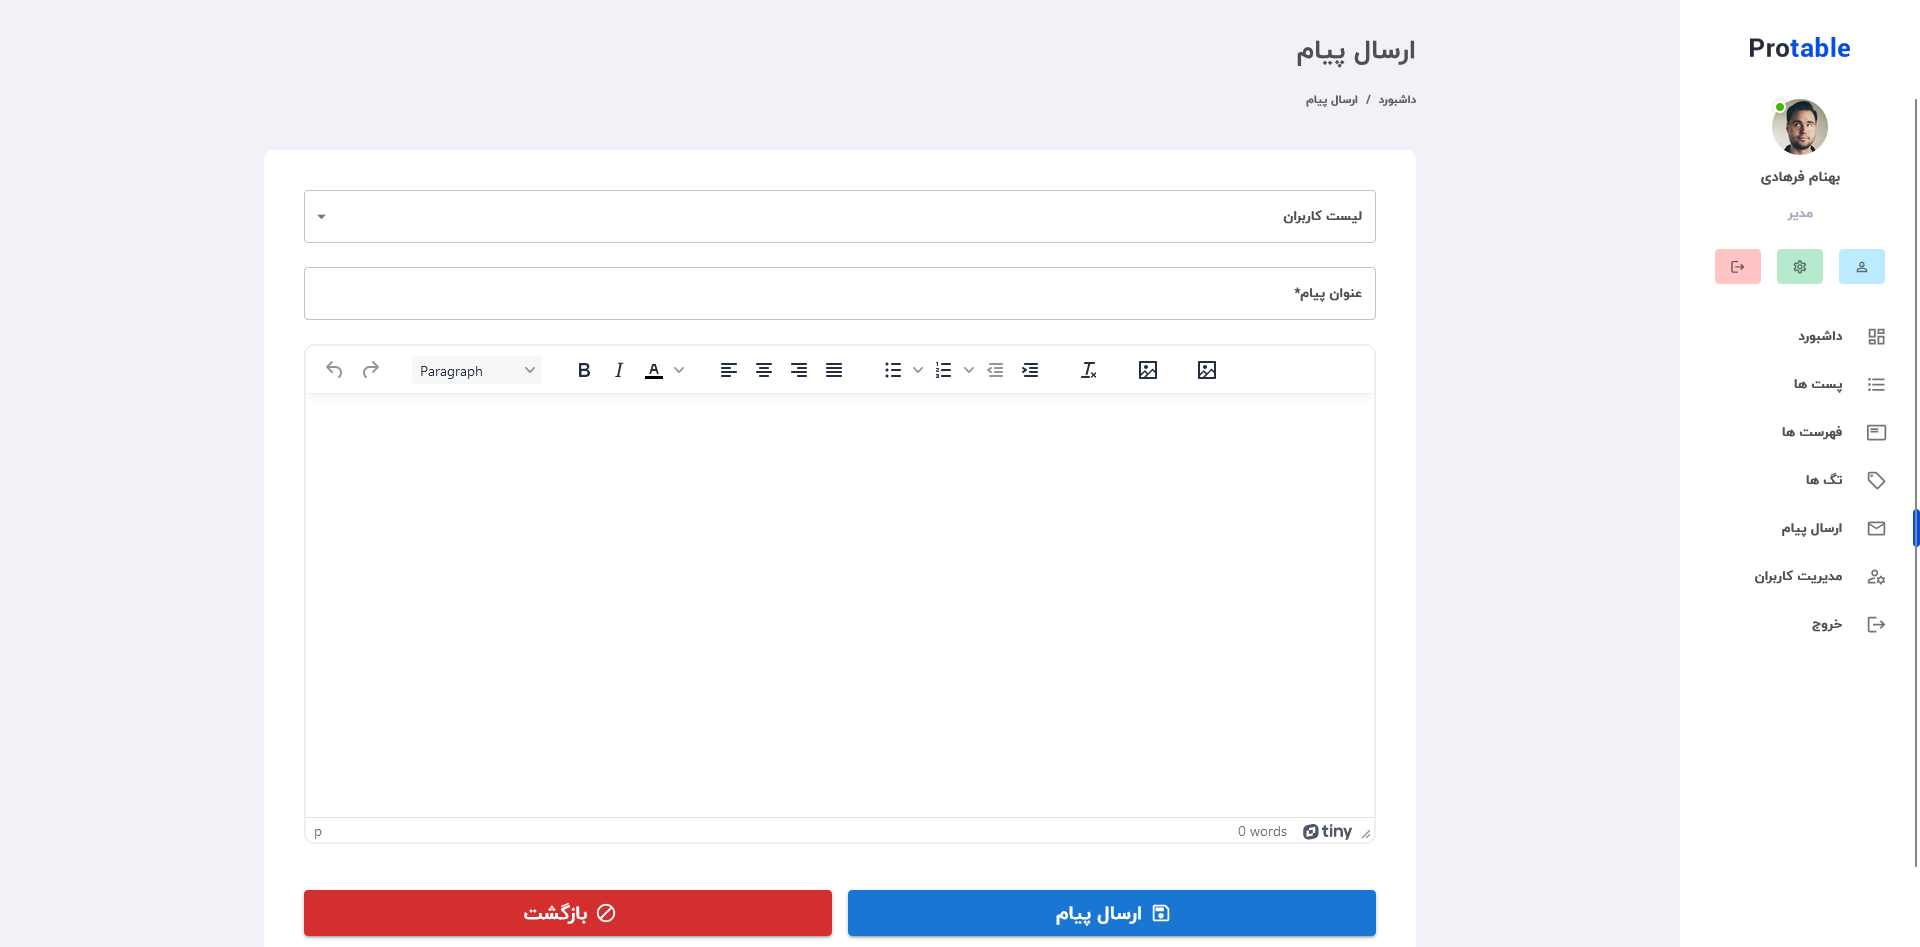 Protable
بهنام فرهادی
مدیر
داشبورد
پست ها
فهرست ها
تگ ها
ارسال پیام
مدیریت کاربران
خروج
ارسال پیام
داشبورد / ارسال پیام
لیست کاربران
عنوان پیام*
Paragraph
p
0 words
tiny
ارسال پیام
بازگشت